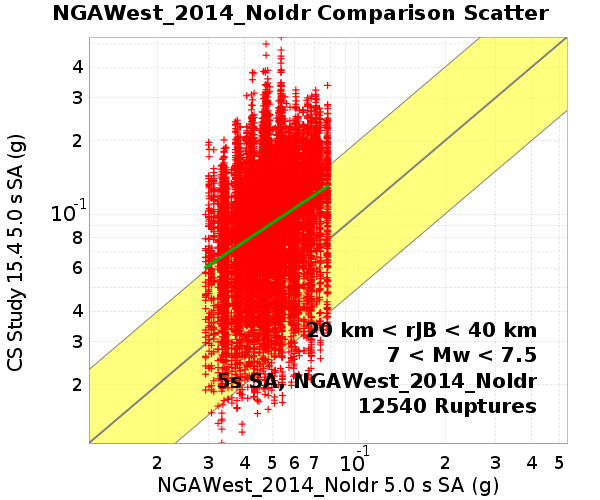 NGAWest_2014_NoIdr Comparison Scatter
CS Study 15.4 5.0 s SA (g)
4
3
2
10^-1
8
6
4
3
2
20 km < rJB < 40 km
7 < Mw < 7.5
5s SA, NGAWest_2014_NoIdr
12540 Ruptures
2 3 4 5 6 7 10^-1 2 3 4 5
NGAWest_2014_NoIdr 5.0 s SA (g)